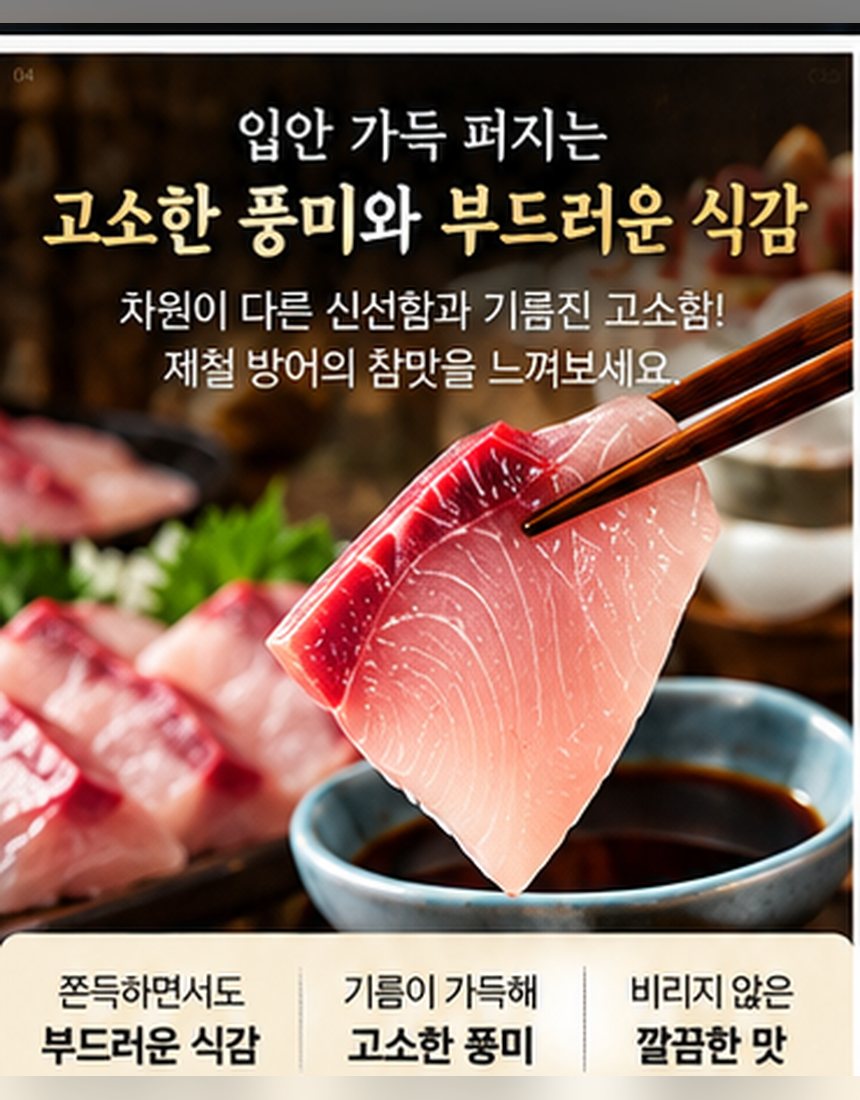 04
입안 가득 퍼지는
고소한 풍미와 부드러운 식감
차원이 다른 신선함과 기름진 고소함!
제철 방어의 참맛을 느껴보세요.
쫀득하면서도
부드러운 식감
기름이 가득해
고소한 풍미
비리지 않은
깔끔한 맛